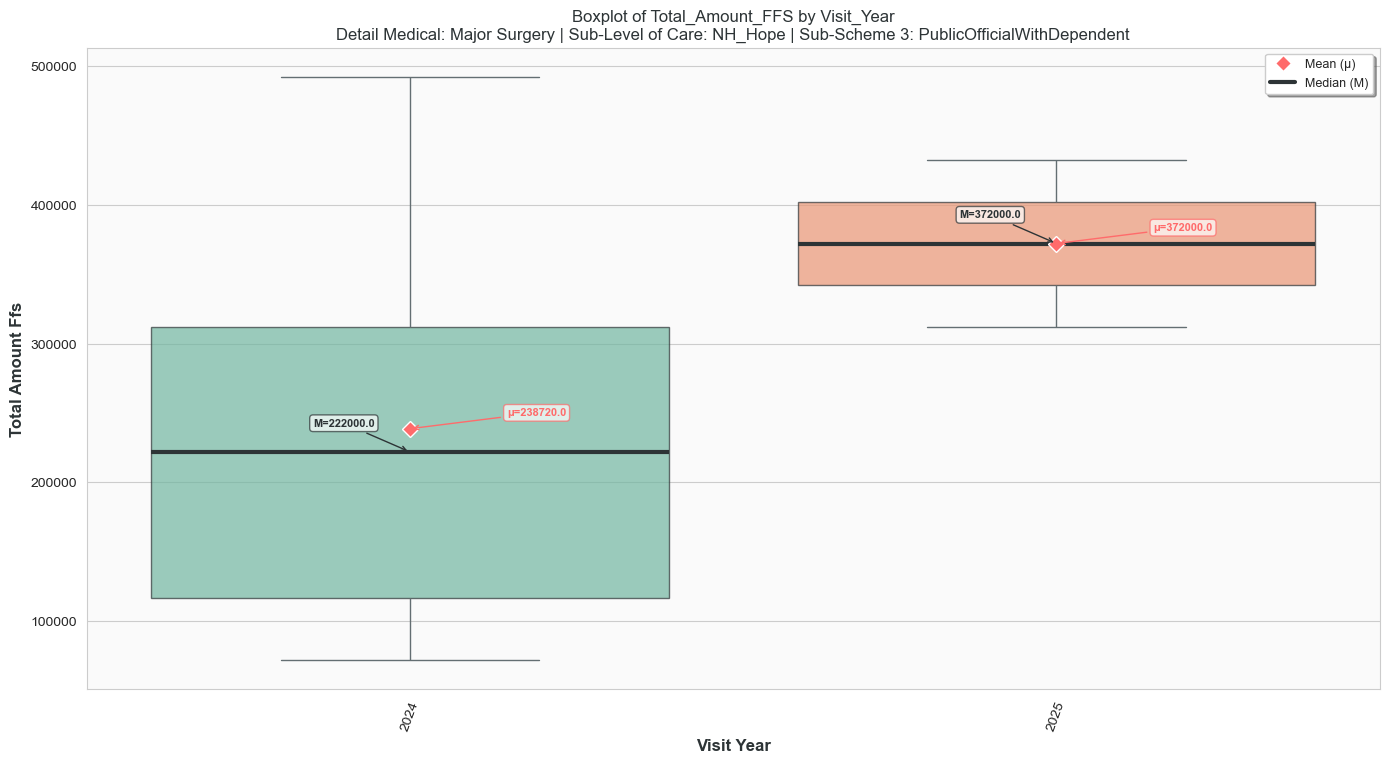 Boxplot of Total_Amount_FFS by Visit_Year
Detail Medical: Major Surgery | Sub-Level of Care: NH_Hope | Sub-Scheme 3: PublicOfficialWithDependent
Mean (μ)
Median (M)
Total Amount Ffs
500000
400000
300000
200000
100000
M=222000.0
μ=238720.0
M=372000.0
μ=372000.0
2024
2025
Visit Year